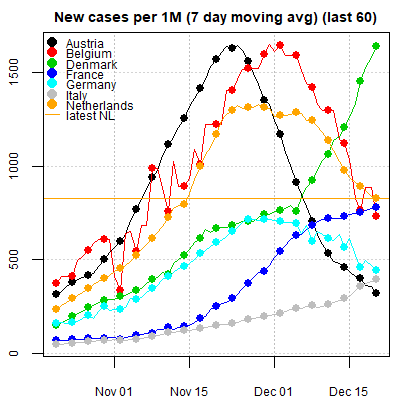 New cases per 1M (7 day moving avg) (last 60)
Austria
Belgium
Denmark
France
Germany
Italy
Netherlands
latest NL
1500
1000
500
0
Nov 01 Nov 15 Dec 01 Dec 15